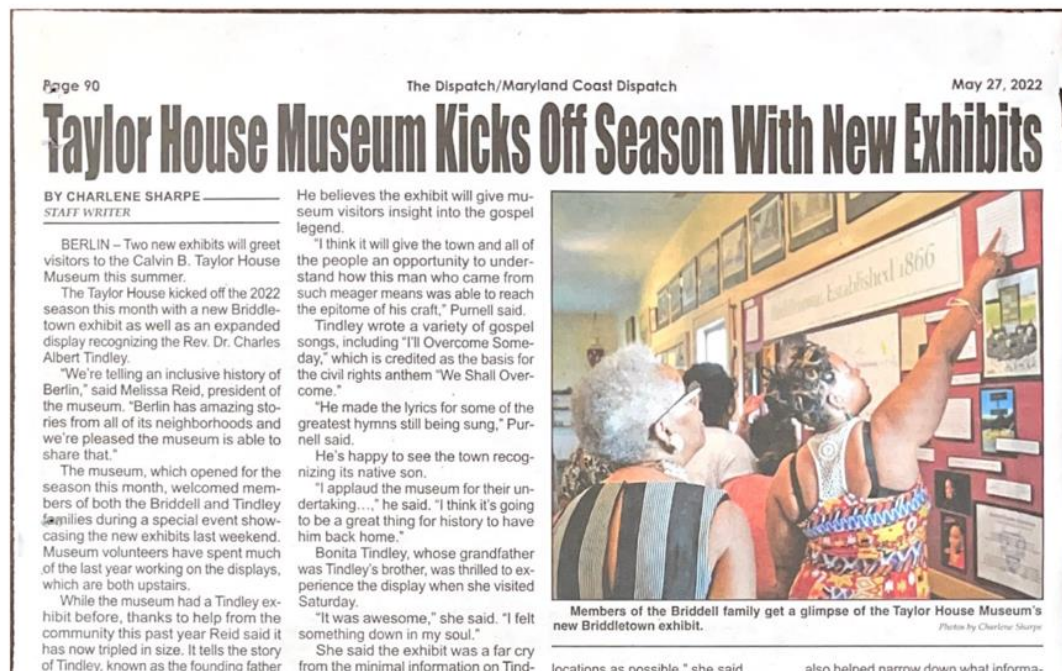 Page 90
The Dispatch/Maryland Coast Dispatch
May 27, 2022
Taylor House Museum Kicks Off Season With New Exhibits
BY CHARLENE SHARPE
STAFF WRITER
BERLIN – Two new exhibits will greet
visitors to the Calvin B. Taylor House
Museum this summer.
The Taylor House kicked off the 2022
season this month with a new Briddle-
town exhibit as well as an expanded
display recognizing the Rev. Dr. Charles
Albert Tindley.
"We're telling an inclusive history of
Berlin," said Melissa Reid, president of
the museum. "Berlin has amazing sto-
ries from all of its neighborhoods and
we're pleased the museum is able to
share that."
The museum, which opened for the
season this month, welcomed mem-
bers of both the Briddell and Tindley
families during a special event show-
casing the new exhibits last weekend.
Museum volunteers have spent much
of the last year working on the displays,
which are both upstairs.
While the museum had a Tindley ex-
hibit before, thanks to help from the
community this past year Reid said it
has now tripled in size. It tells the story
of Tindley, known as the founding father
He believes the exhibit will give mu-
seum visitors insight into the gospel
legend.
"I think it will give the town and all of
the people an opportunity to under-
stand how this man who came from
such meager means was able to reach
the epitome of his craft," Purnell said.
Tindley wrote a variety of gospel
songs, including "I'll Overcome Some-
day," which is credited as the basis for
the civil rights anthem "We Shall Over-
come."
"He made the lyrics for some of the
greatest hymns still being sung," Pur-
nell said.
He's happy to see the town recog-
nizing its native son.
"I applaud the museum for their un-
dertaking…," he said. "I think it's going
to be a great thing for history to have
him back home."
Bonita Tindley, whose grandfather
was Tindley's brother, was thrilled to ex-
perience the display when she visited
Saturday.
"It was awesome," she said. "I felt
something down in my soul."
She said the exhibit was a far cry
from the minimal information on Tind-
Established 1866
Members of the Briddell family get a glimpse of the Taylor House Museum's
new Briddletown exhibit.
Photos by Charlene Sharpe
locations as possible," she said.
also helped narrow down what informa-